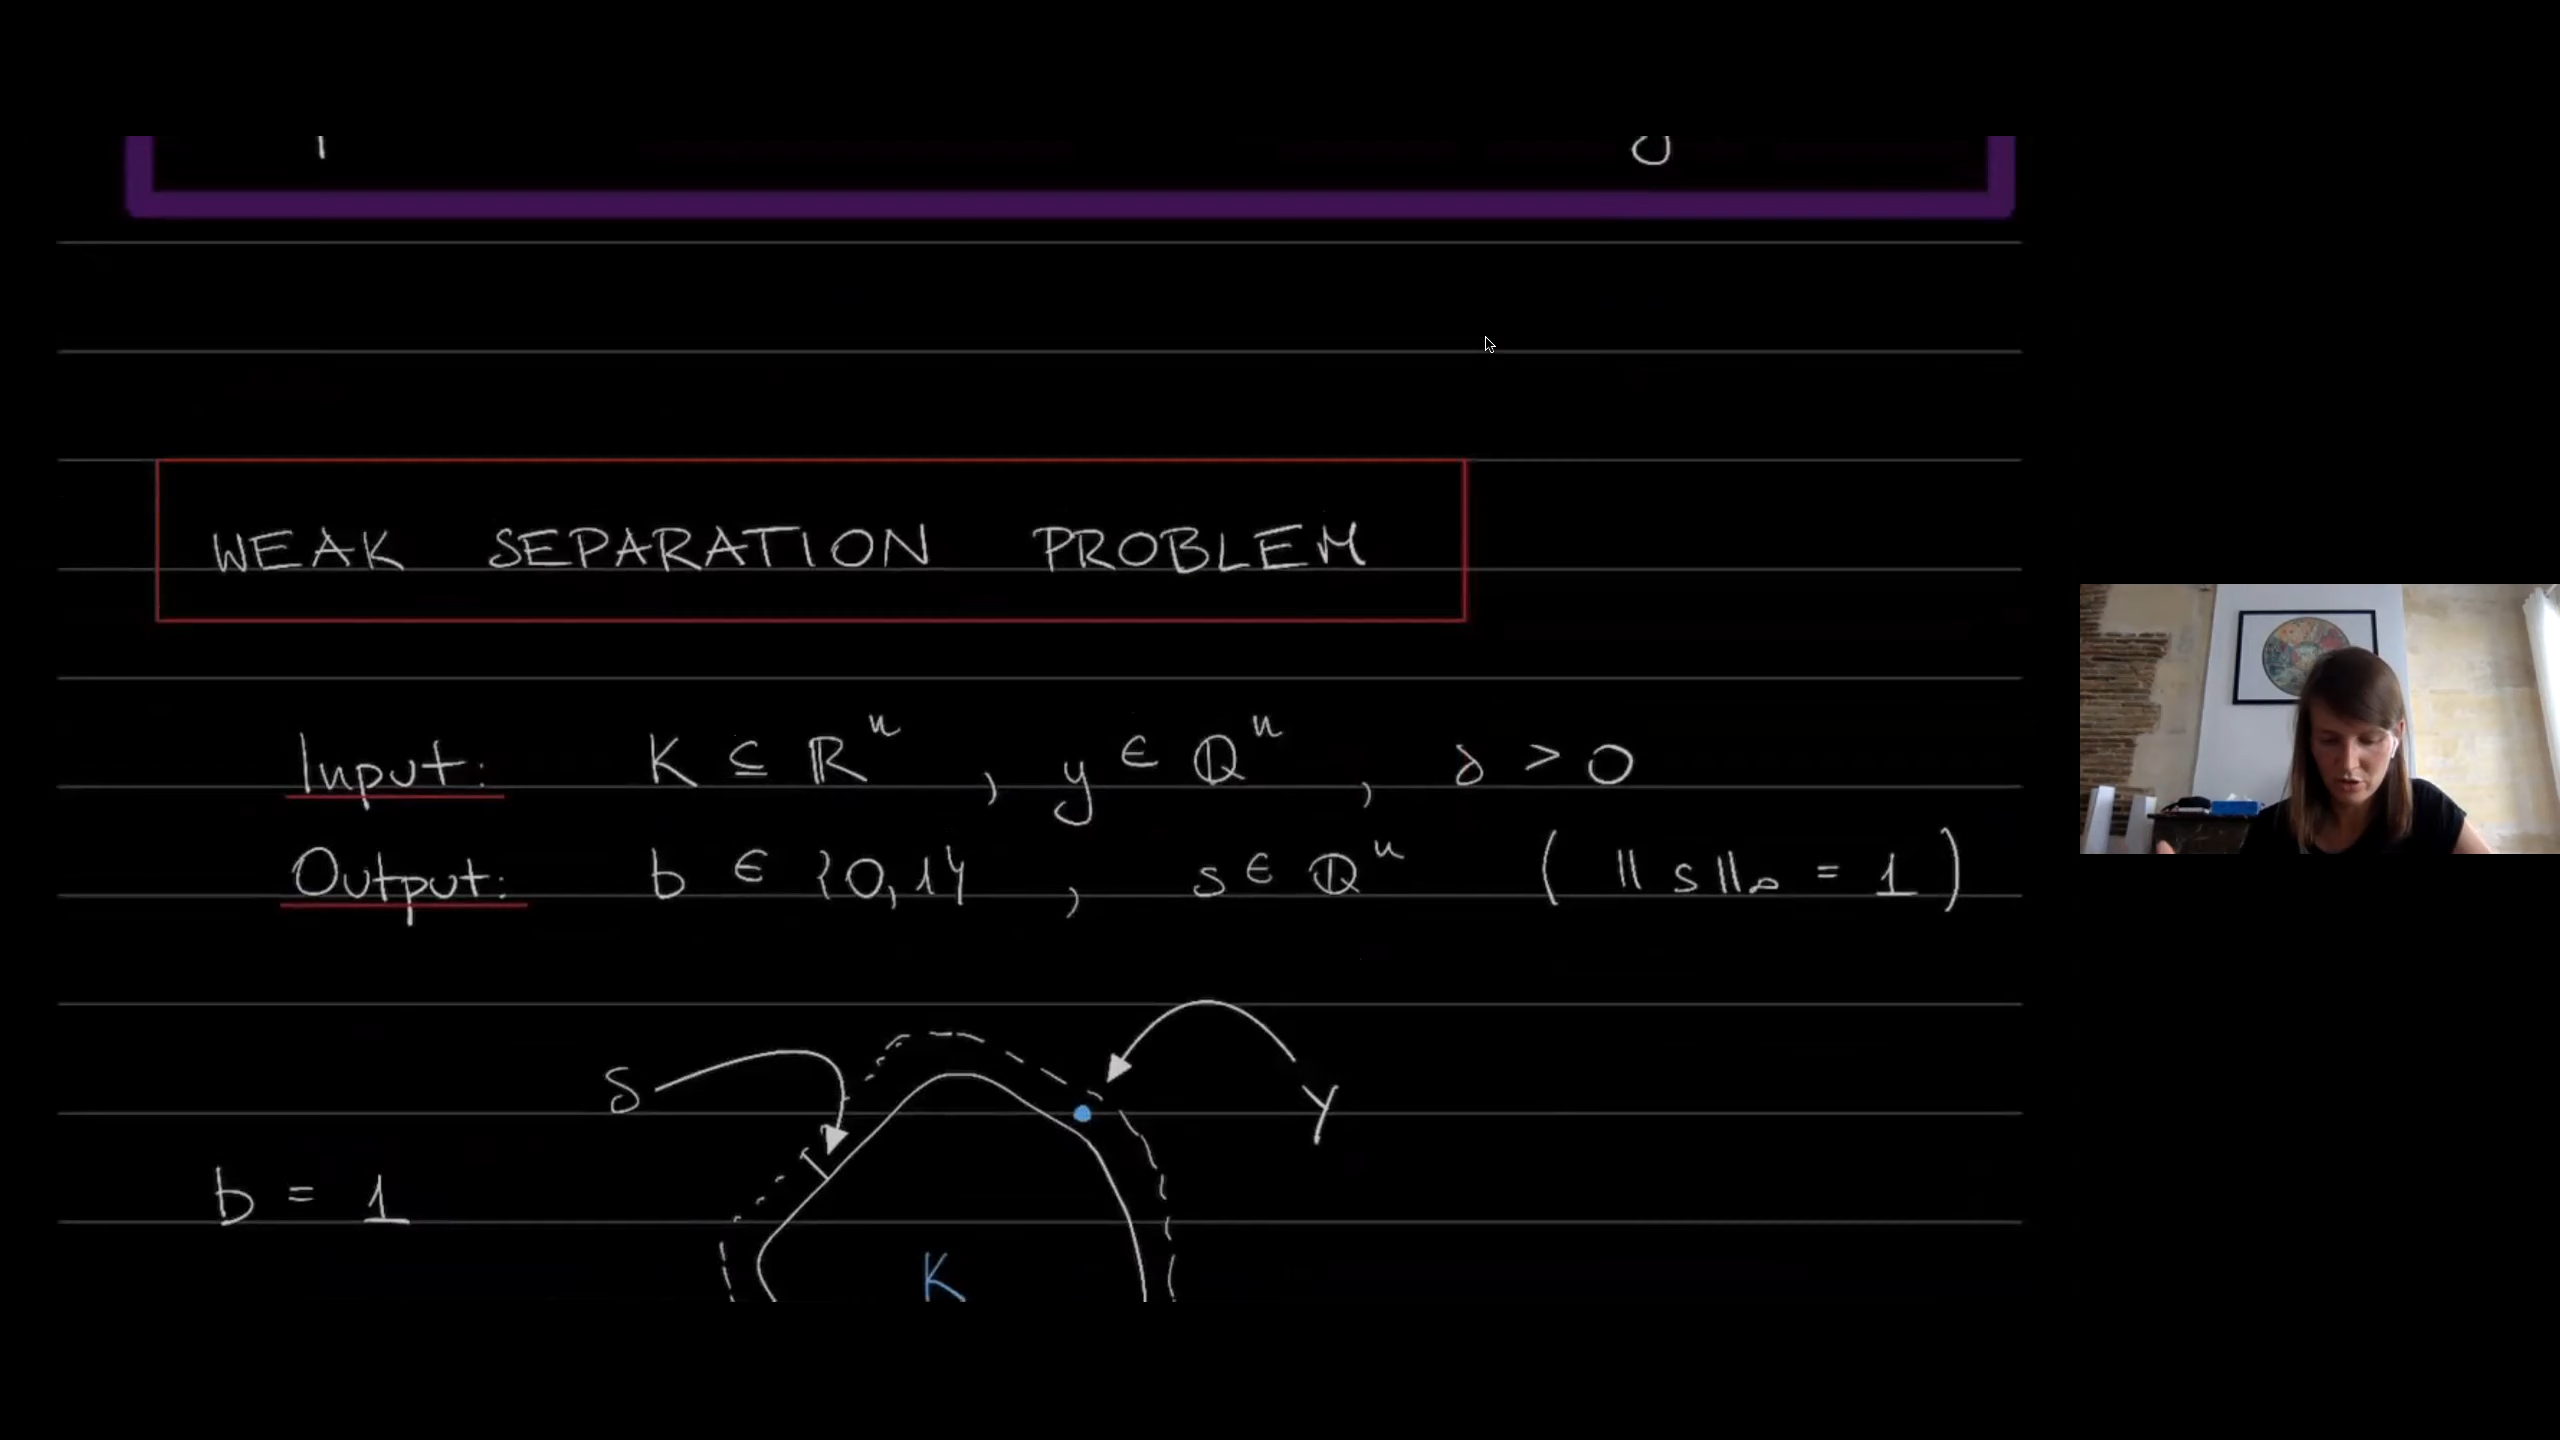 WEAK SEPARATION PROBLEM
Input: K ⊆ ℝⁿ , y ∈ ℚⁿ , δ > 0
Output: b ∈ {0,1} , s ∈ ℚⁿ ( ‖ s ‖∞ = 1 )
δ
y
b = 1
K